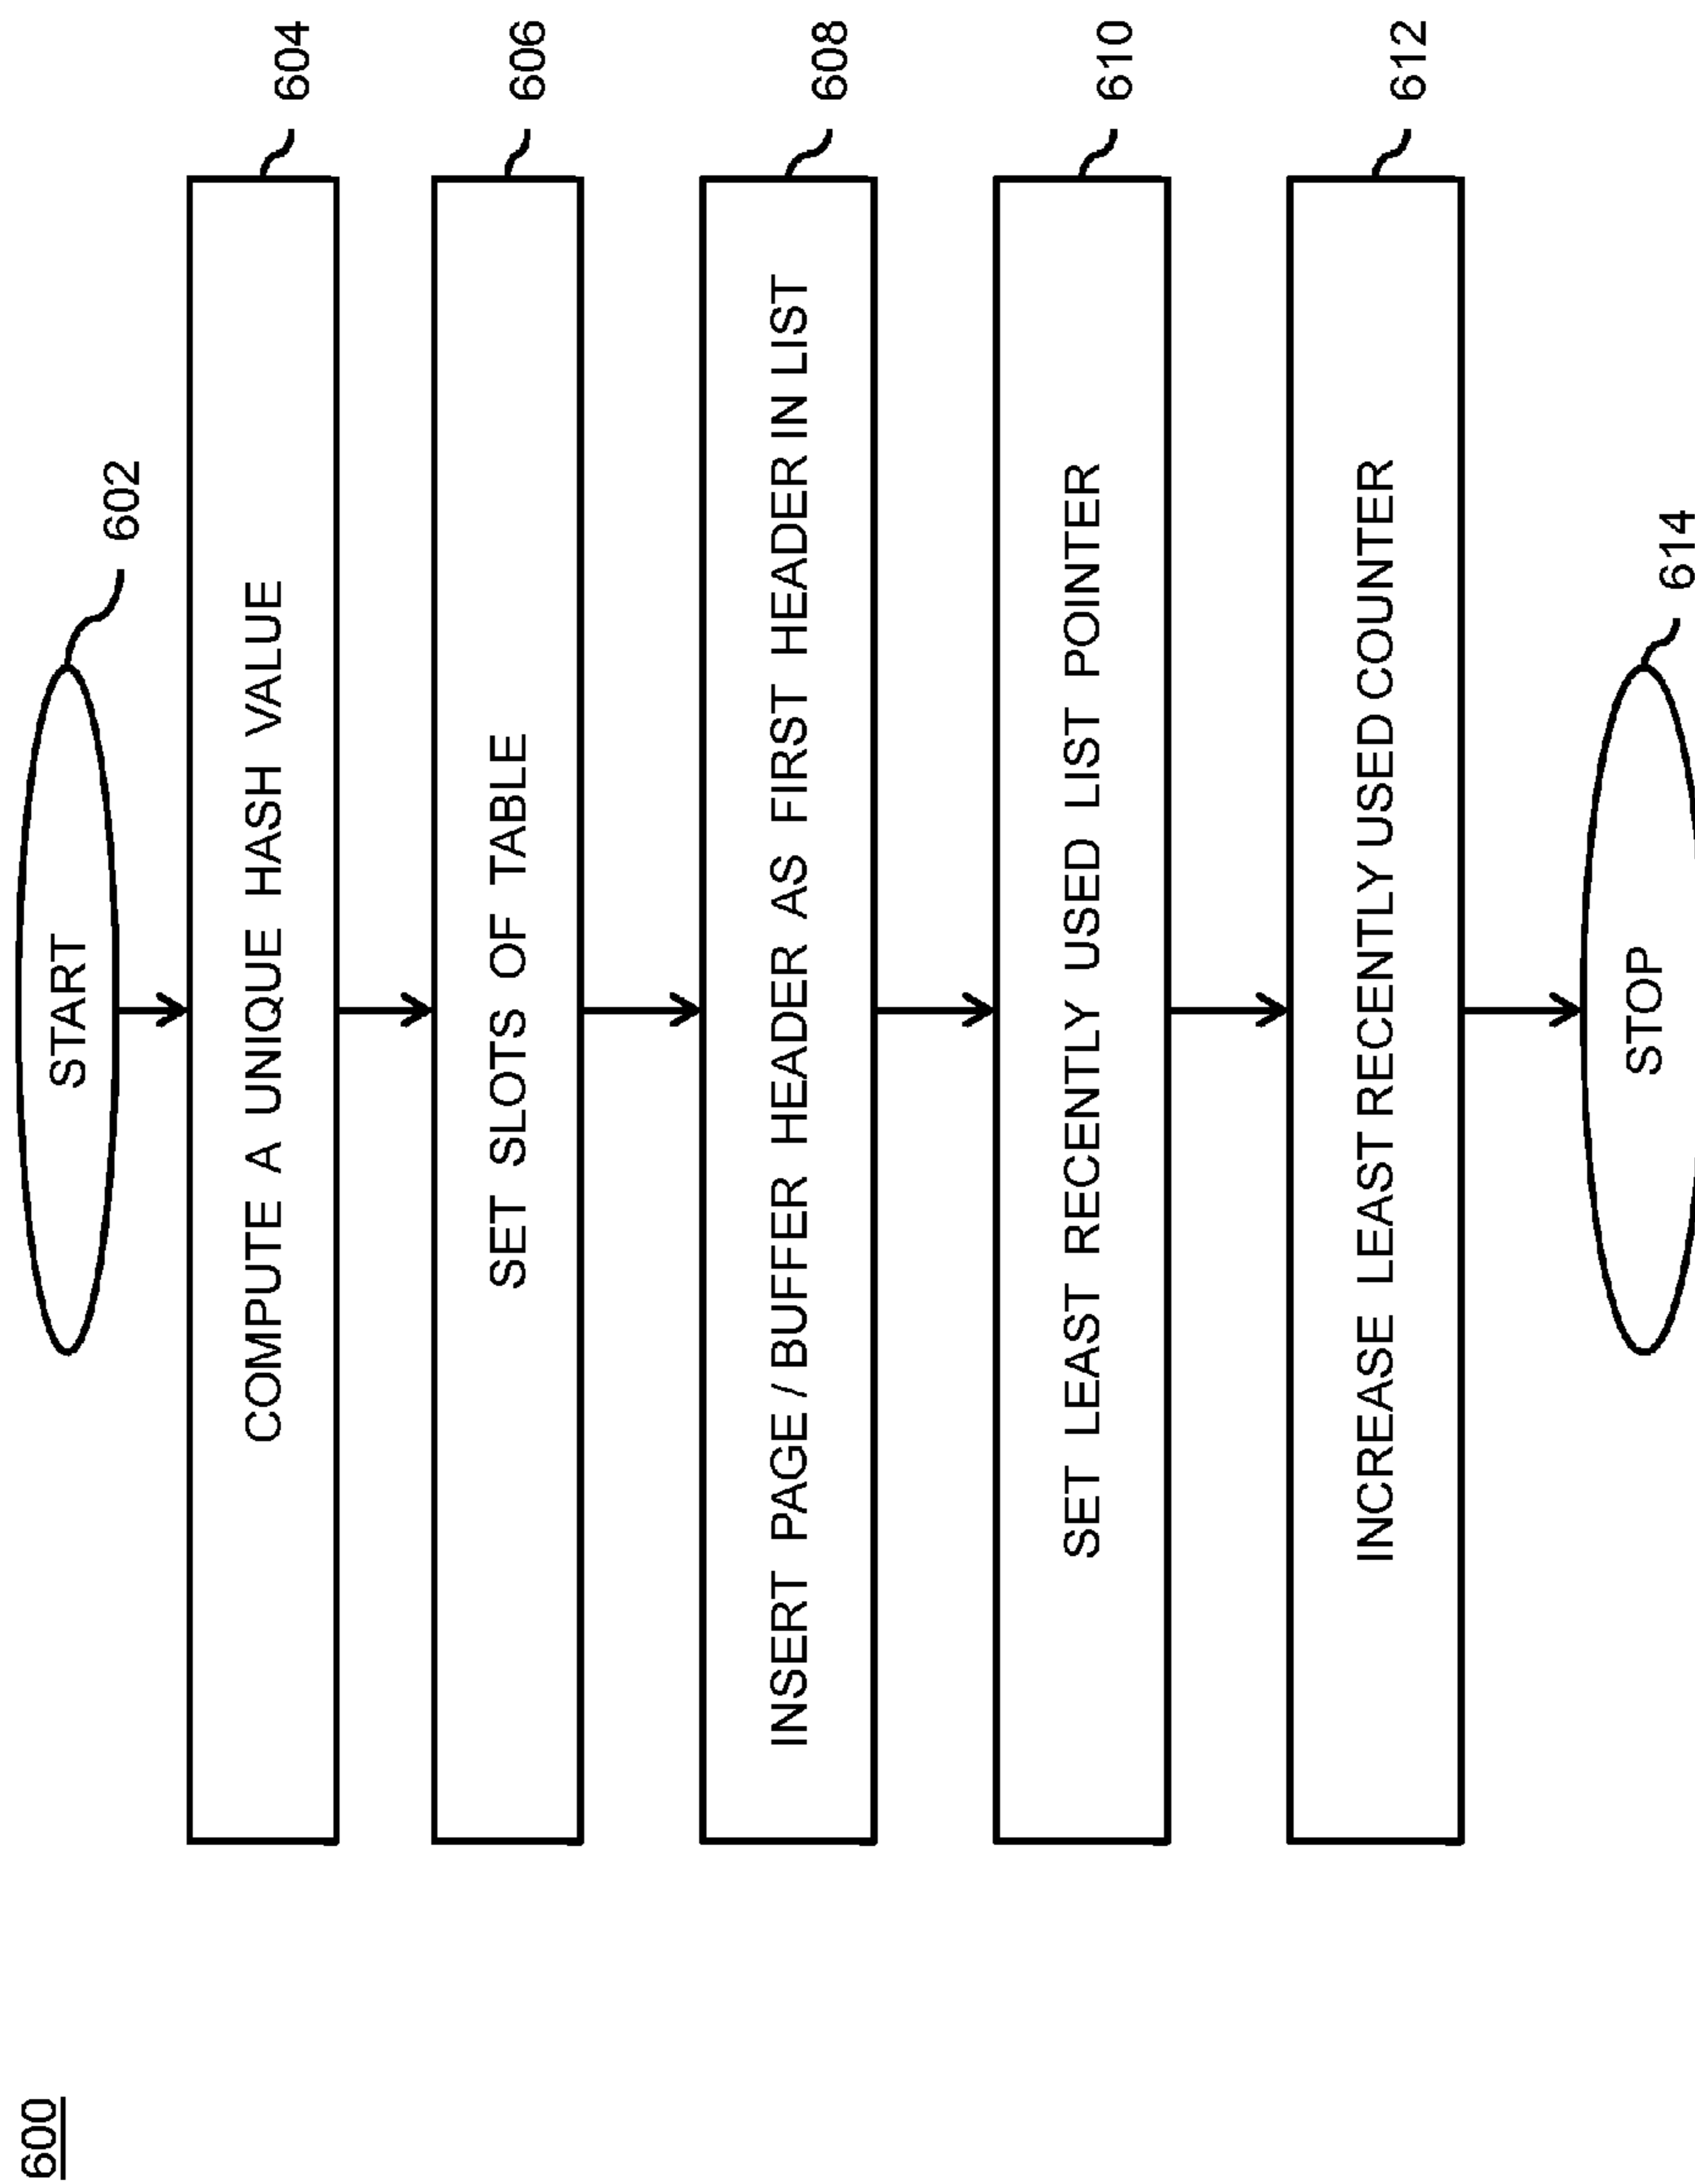 600
START
602
COMPUTE A UNIQUE HASH VALUE
604
SET SLOTS OF TABLE
606
INSERT PAGE / BUFFER HEADER AS FIRST HEADER IN LIST
608
SET LEAST RECENTLY USED LIST POINTER
610
INCREASE LEAST RECENTLY USED COUNTER
612
STOP
614